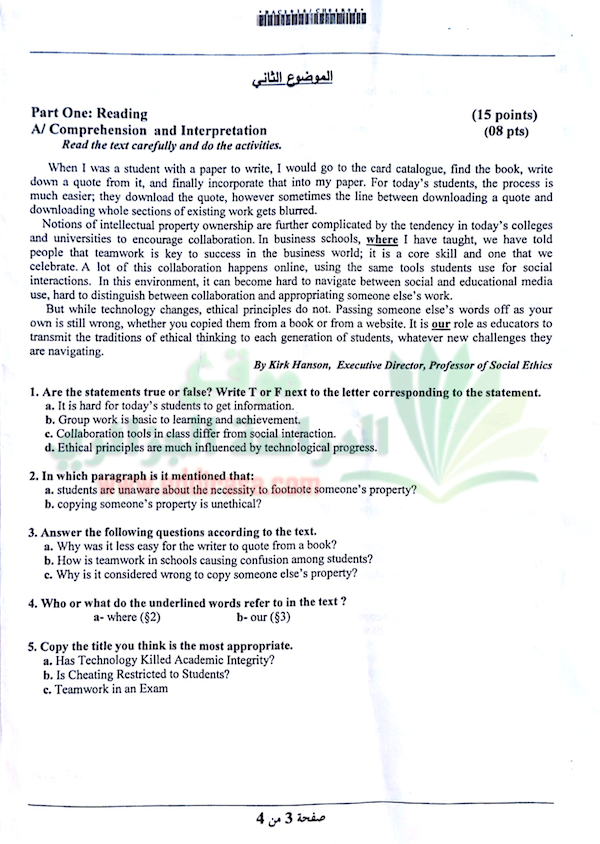 الموضوع الثاني
Part One: Reading (15 points)
A/ Comprehension and Interpretation (08 pts)
Read the text carefully and do the activities.
When I was a student with a paper to write, I would go to the card catalogue, find the book, write
down a quote from it, and finally incorporate that into my paper. For today's students, the process is
much easier; they download the quote, however sometimes the line between downloading a quote and
downloading whole sections of existing work gets blurred.
Notions of intellectual property ownership are further complicated by the tendency in today's colleges
and universities to encourage collaboration. In business schools, where I have taught, we have told
people that teamwork is key to success in the business world; it is a core skill and one that we
celebrate. A lot of this collaboration happens online, using the same tools students use for social
interactions. In this environment, it can become hard to navigate between social and educational media
use, hard to distinguish between collaboration and appropriating someone else's work.
But while technology changes, ethical principles do not. Passing someone else's words off as your
own is still wrong, whether you copied them from a book or from a website. It is our role as educators to
transmit the traditions of ethical thinking to each generation of students, whatever new challenges they
are navigating.
By Kirk Hanson, Executive Director, Professor of Social Ethics
1. Are the statements true or false? Write T or F next to the letter corresponding to the statement.
a. It is hard for today's students to get information.
b. Group work is basic to learning and achievement.
c. Collaboration tools in class differ from social interaction.
d. Ethical principles are much influenced by technological progress.
2. In which paragraph is it mentioned that:
a. students are unaware about the necessity to footnote someone's property?
b. copying someone's property is unethical?
3. Answer the following questions according to the text.
a. Why was it less easy for the writer to quote from a book?
b. How is teamwork in schools causing confusion among students?
c. Why is it considered wrong to copy someone else's property?
4. Who or what do the underlined words refer to in the text ?
a- where (§2) b- our (§3)
5. Copy the title you think is the most appropriate.
a. Has Technology Killed Academic Integrity?
b. Is Cheating Restricted to Students?
c. Teamwork in an Exam
صفحة 3 من 4